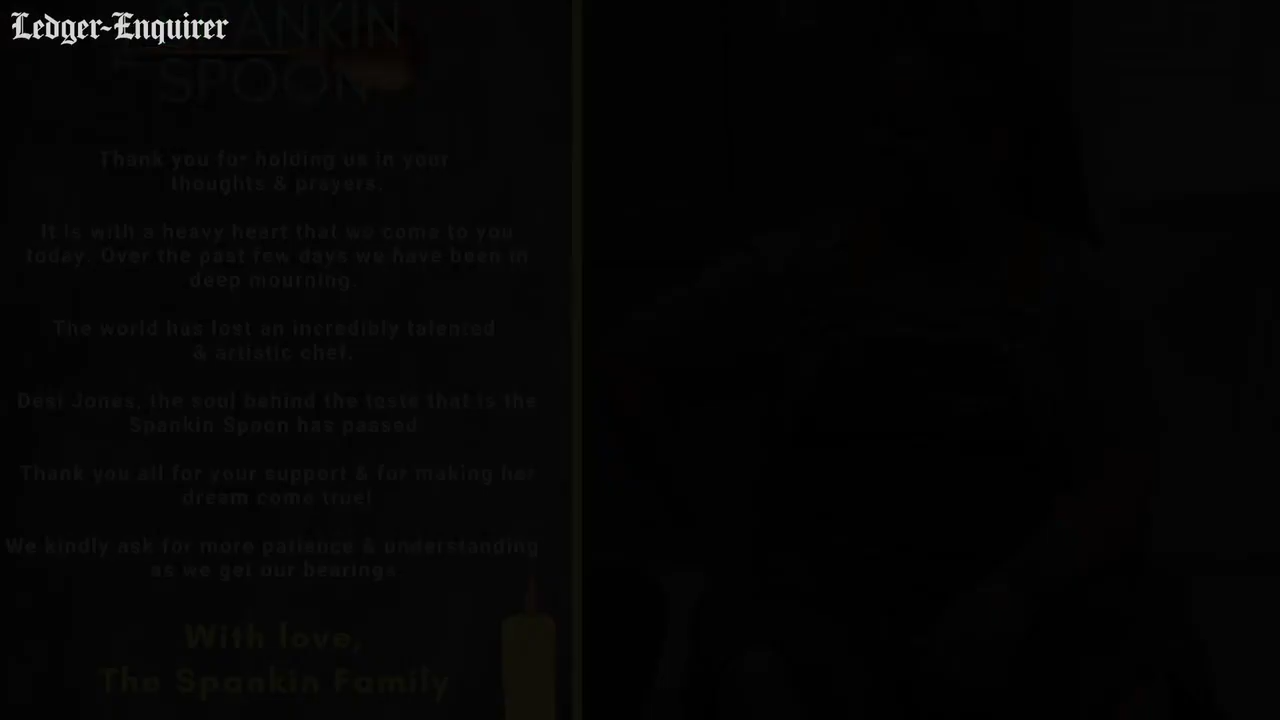 Ledger-Enquirer
SPANKIN
SPOON
Thank you for holding us in your
thoughts & prayers.
It is with a heavy heart that we come to you
today. Over the past few days we have been in
deep mourning.
The world has lost an incredibly talented
& artistic chef.
Desi Jones, the soul behind the taste that is the
Spankin Spoon has passed
Thank you all for your support & for making her
dream come true!
We kindly ask for more patience & understanding
as we get our bearings
With love,
The Spankin Family